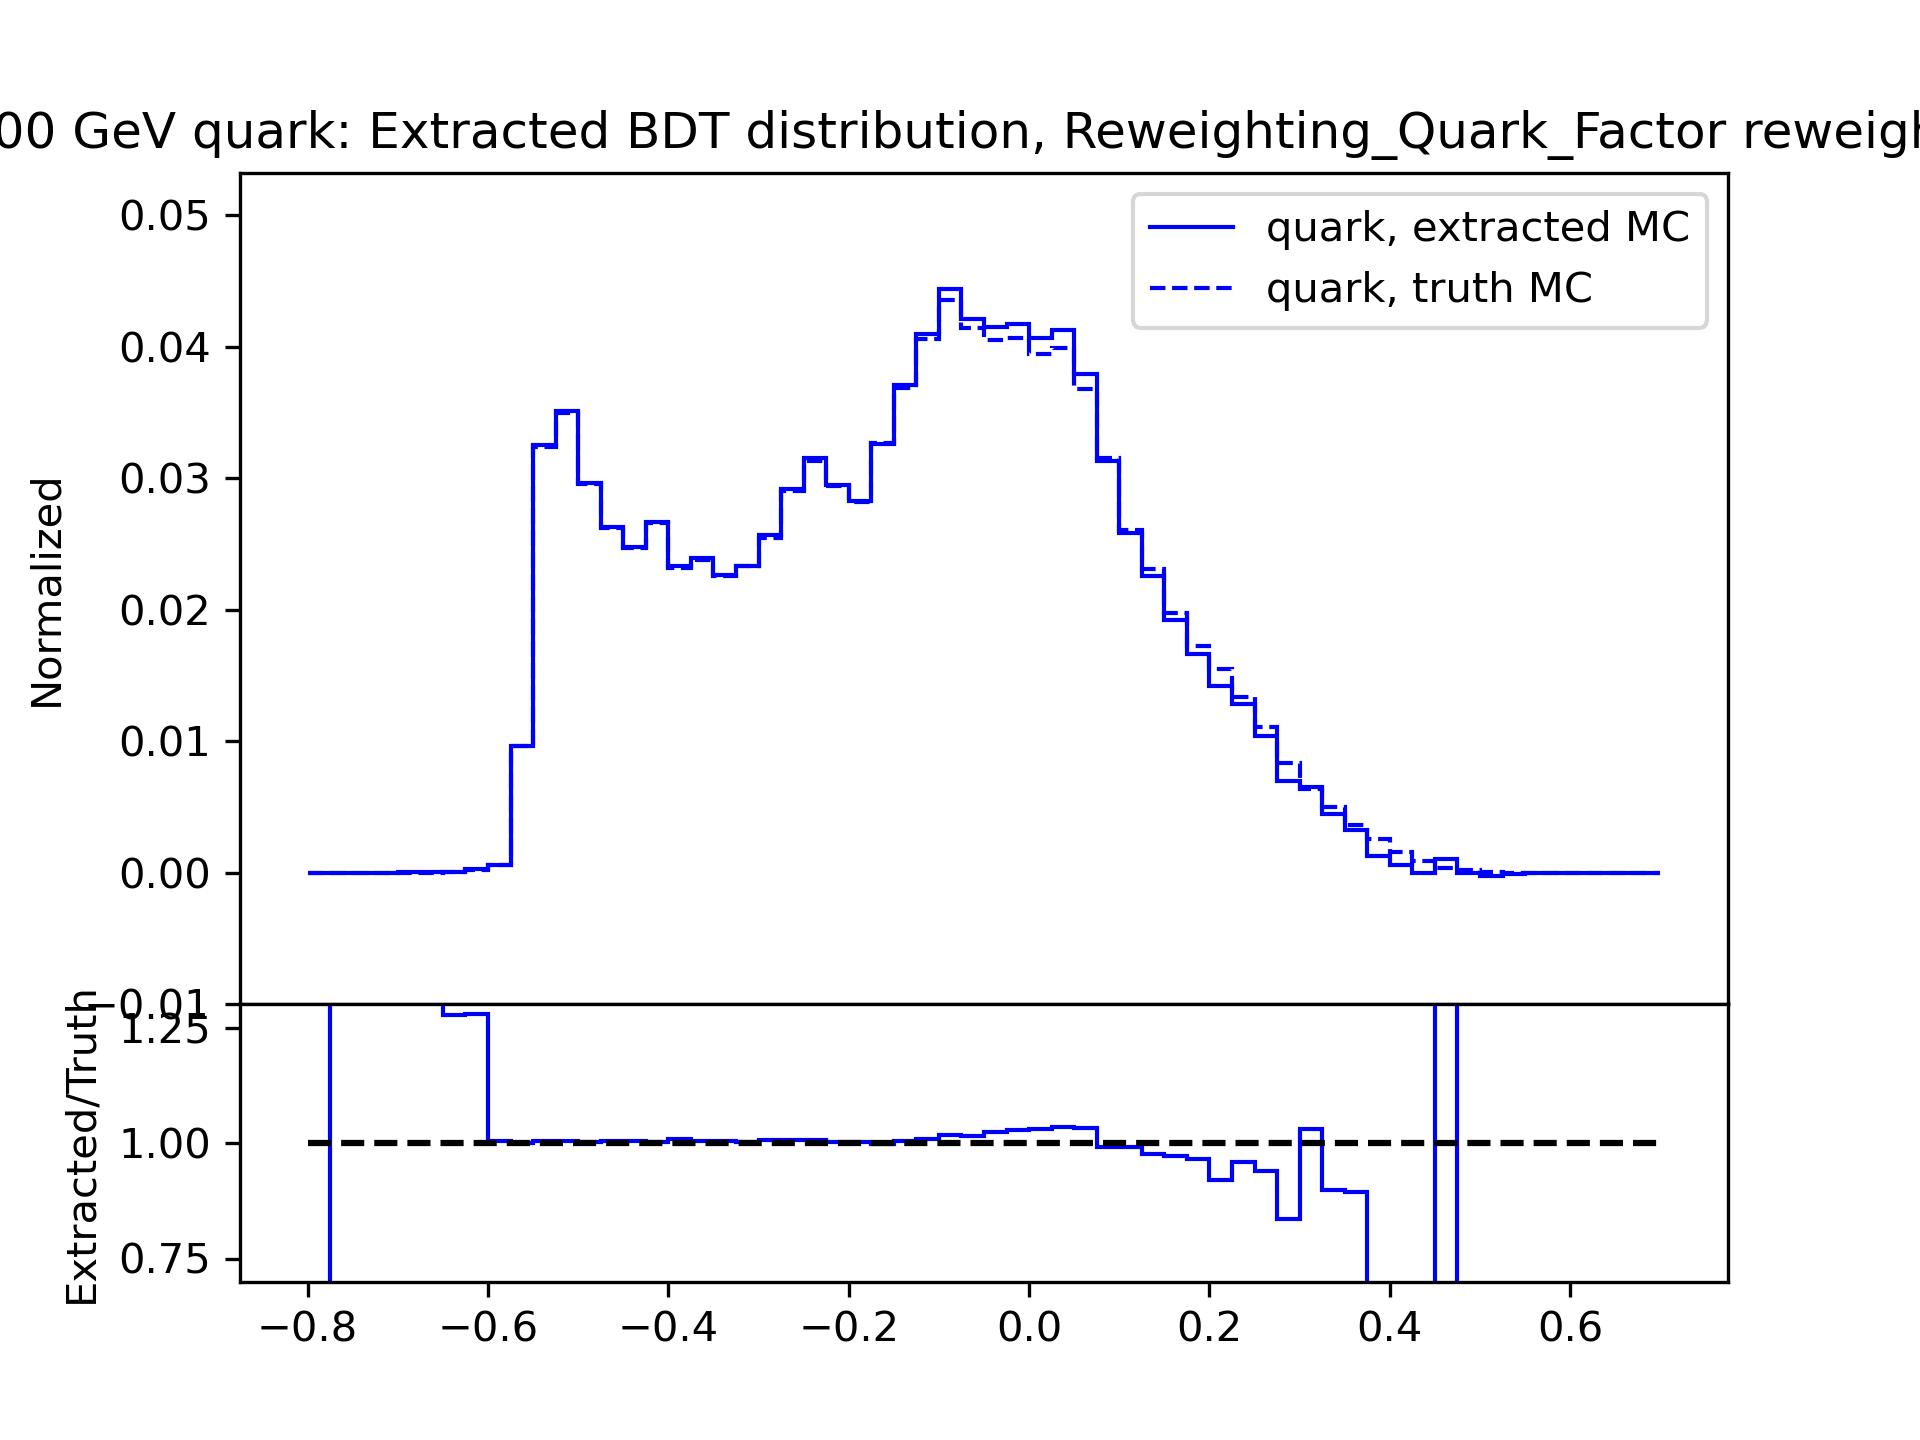 00 GeV quark: Extracted BDT distribution, Reweighting_Quark_Factor
quark, extracted MC
quark, truth MC
Normalized
0.05
0.04
0.03
0.02
0.01
0.00
−0.01
Extracted/Truth
1.25
1.00
0.75
−0.8 −0.6 −0.4 −0.2 0.0 0.2 0.4 0.6